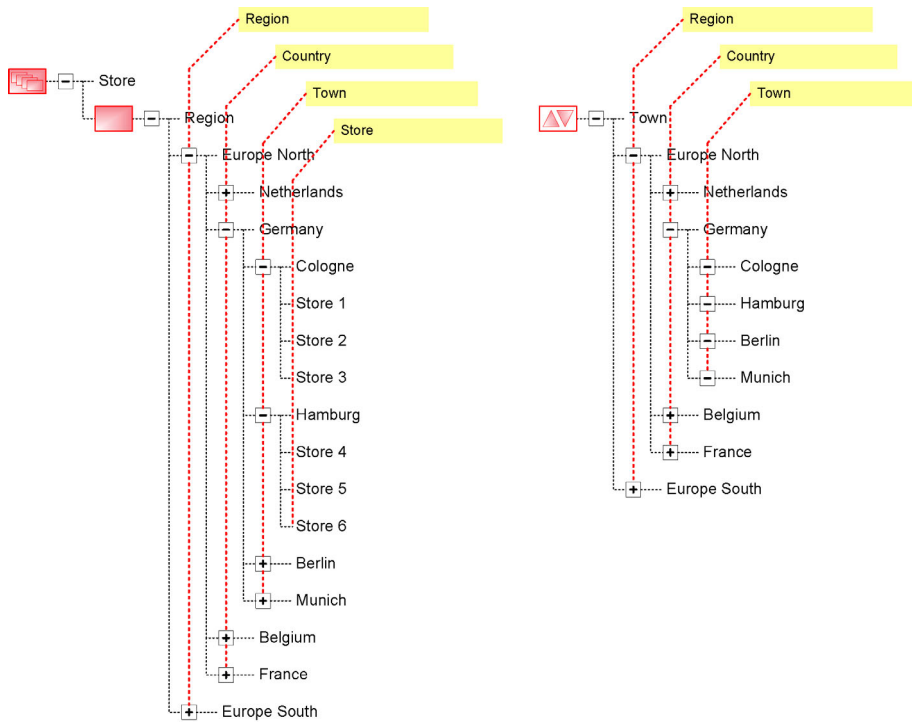 Region
Country
Store
Town
Region
Store
Europe North
Netherlands
Germany
Cologne
Store 1
Store 2
Store 3
Hamburg
Store 4
Store 5
Store 6
Berlin
Munich
Belgium
France
Europe South
Region
Country
Town
Town
Europe North
Netherlands
Germany
Cologne
Hamburg
Berlin
Munich
Belgium
France
Europe South